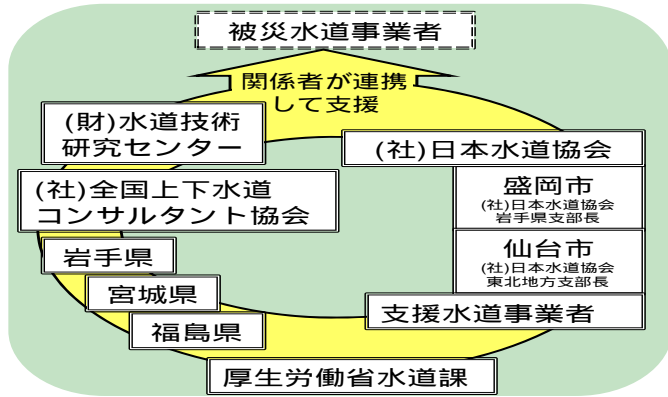 被災水道事業者
関係者が連携
して支援
(財)水道技術
研究センター
(社)日本水道協会
(社)全国上下水道
コンサルタント協会
盛岡市
(社)日本水道協会
岩手県支部長
仙台市
(社)日本水道協会
東北地方支部長
岩手県
宮城県
福島県
支援水道事業者
厚生労働省水道課